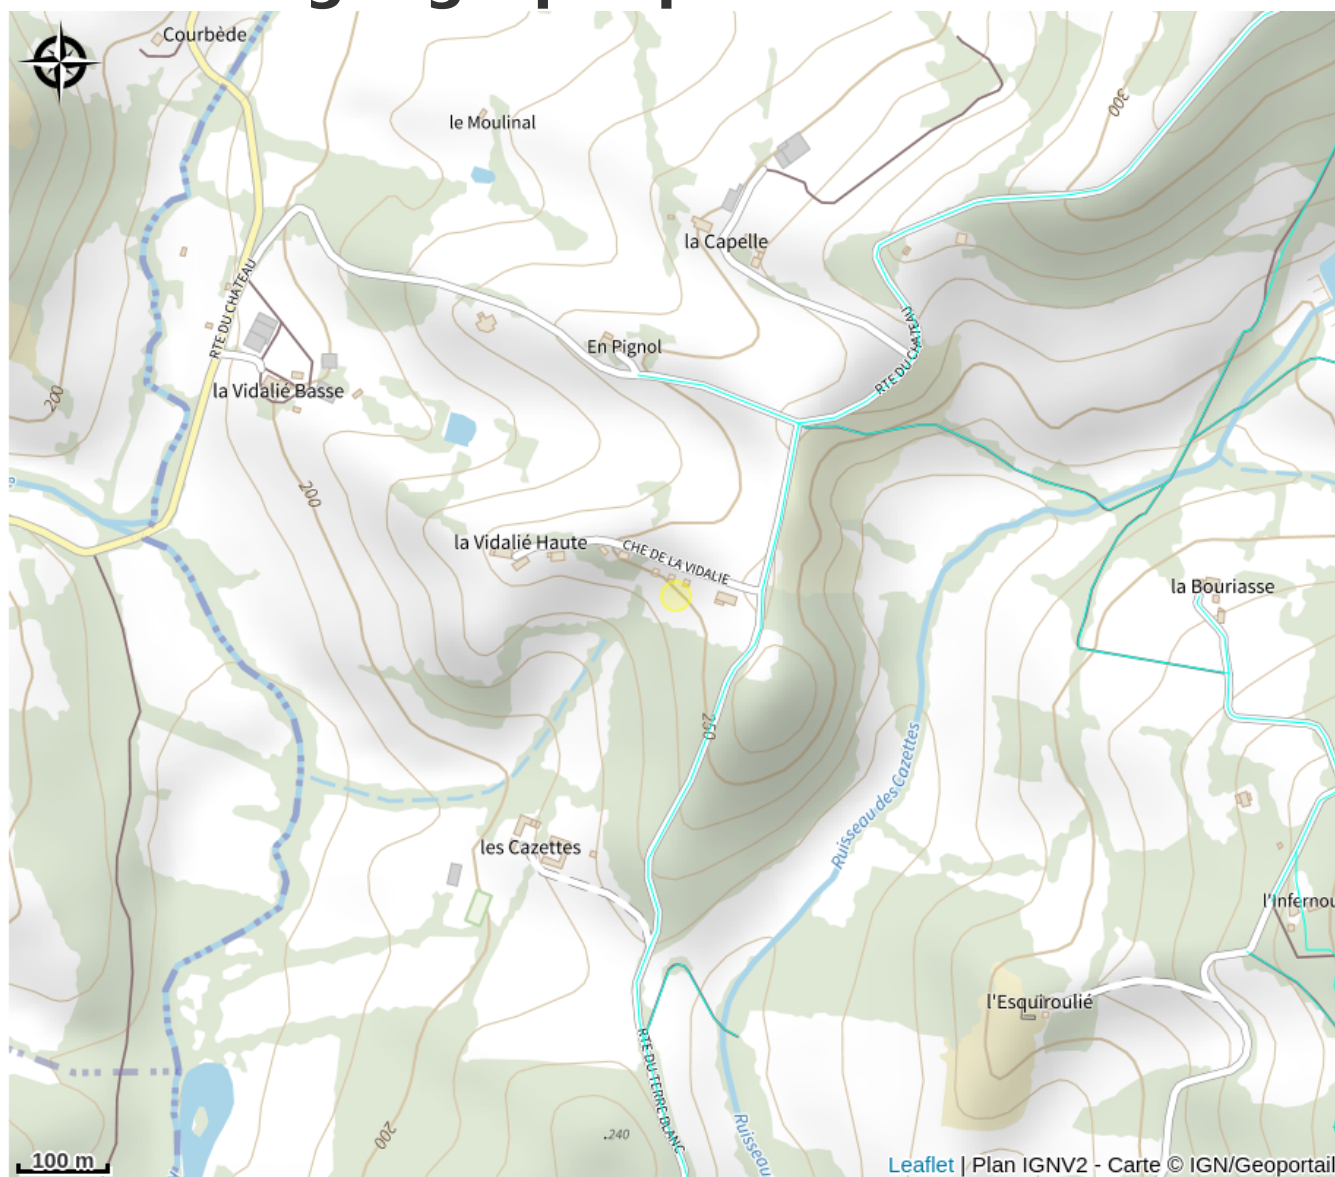 Courbède
le Moulinal
300
la Capelle
RTE DU CHATEAU
RTE DU CHATEAU
En Pignol
la Vidalié Basse
200
200
la Vidalié Haute
CHE DE LA VIDALIE
la Bouriasse
250
Ruisseau des Cazettes
les Cazettes
l'Infernou
l'Esquiroulié
RTE DU TERRE BLANC
200
.240
Ruisseau
100 m
Leaflet | Plan IGNV2 - Carte © IGN/Geoportail